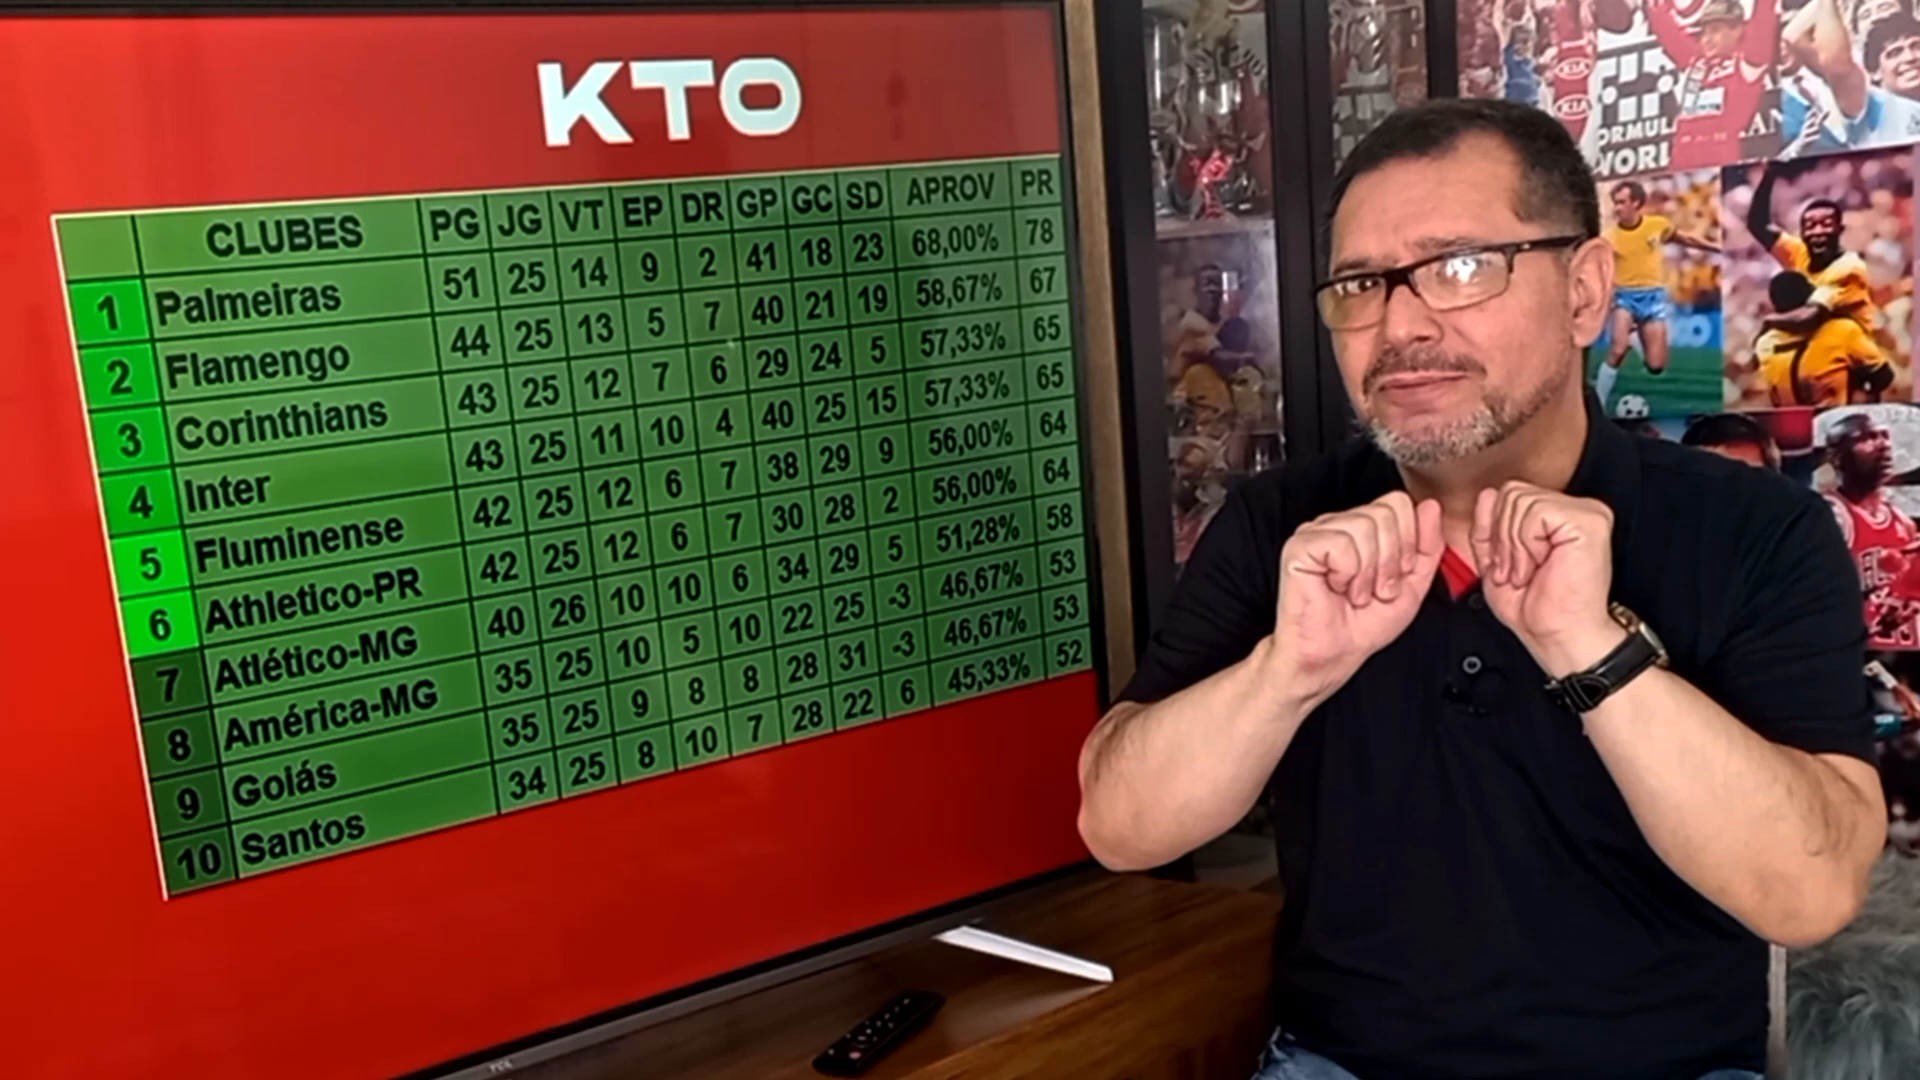 KTO
CLUBES PG JG VT EP DR GP GC SD APROV PR
1 Palmeiras 51 25 14 9 2 41 18 23 68,00% 78
2 Flamengo 44 25 13 5 7 40 21 19 58,67% 67
3 Corinthians 43 25 12 7 6 29 24 5 57,33% 65
4 Inter 43 25 11 10 4 40 25 15 57,33% 65
5 Fluminense 42 25 12 6 7 38 29 9 56,00% 64
6 Athletico-PR 42 25 12 6 7 30 28 2 56,00% 64
7 Atlético-MG 40 26 10 10 6 34 29 5 51,28% 58
8 América-MG 35 25 10 5 10 22 25 -3 46,67% 53
9 Goiás 35 25 9 8 8 28 31 -3 46,67% 53
10 Santos 34 25 8 10 7 28 22 6 45,33% 52
KIA
KIA
WORL